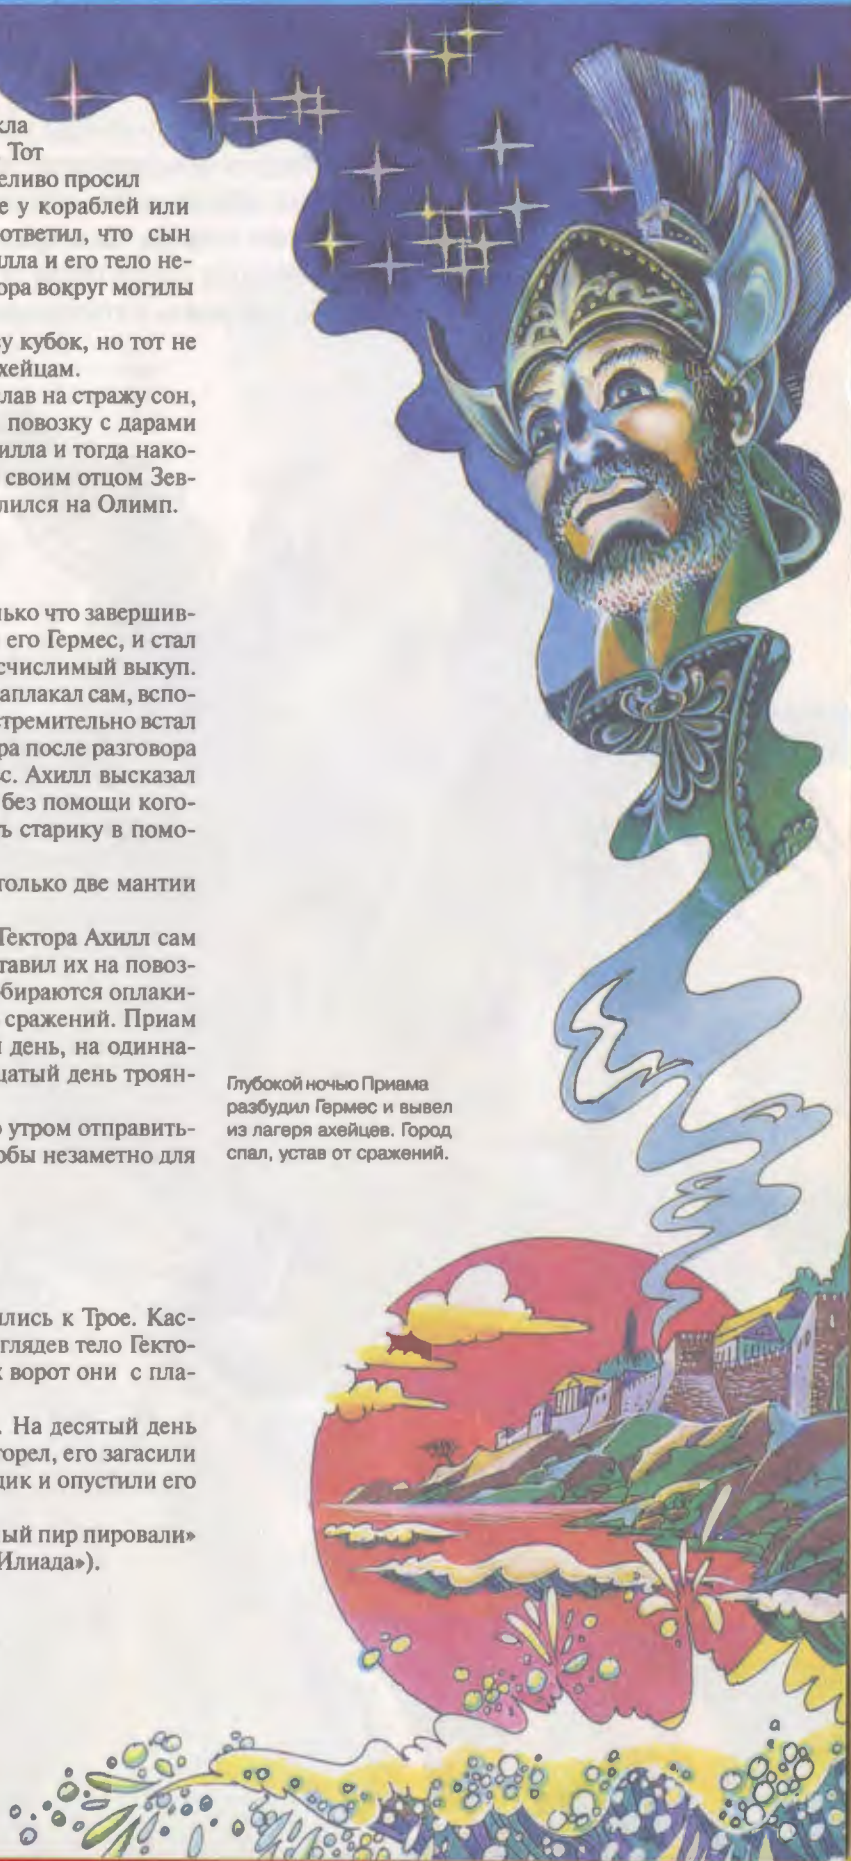 кла
Тот
еливо просил
е у кораблей или
ответил, что сын
илла и его тело не-
ора вокруг могилы
су кубок, но тот не
ахейцам.
лав на стражу сон,
повозку с дарами
илла и тогда нако-
своим отцом Зев-
лился на Олимп.
лько что завершив-
его Гермес, и стал
счислимый выкуп.
аплакал сам, вспо-
стремительно встал
ра после разговора
с. Ахилл высказал
без помощи кого-
ь старику в помо-
только две мантии
Гектора Ахилл сам
тавил их на повоз-
бираются оплаки-
сражений. Приам
й день, на одинна-
цатый день троян-
о утром отправить-
обы незаметно для
Глубокой ночью Приама
разбудил Гермес и вывел
из лагеря ахейцев. Город
спал, устав от сражений.
ились к Трое. Кас-
глядев тело Гекто-
х ворот они с пла-
. На десятый день
горел, его загасили
щик и опустили его
ый пир пировали»
Илиада»).